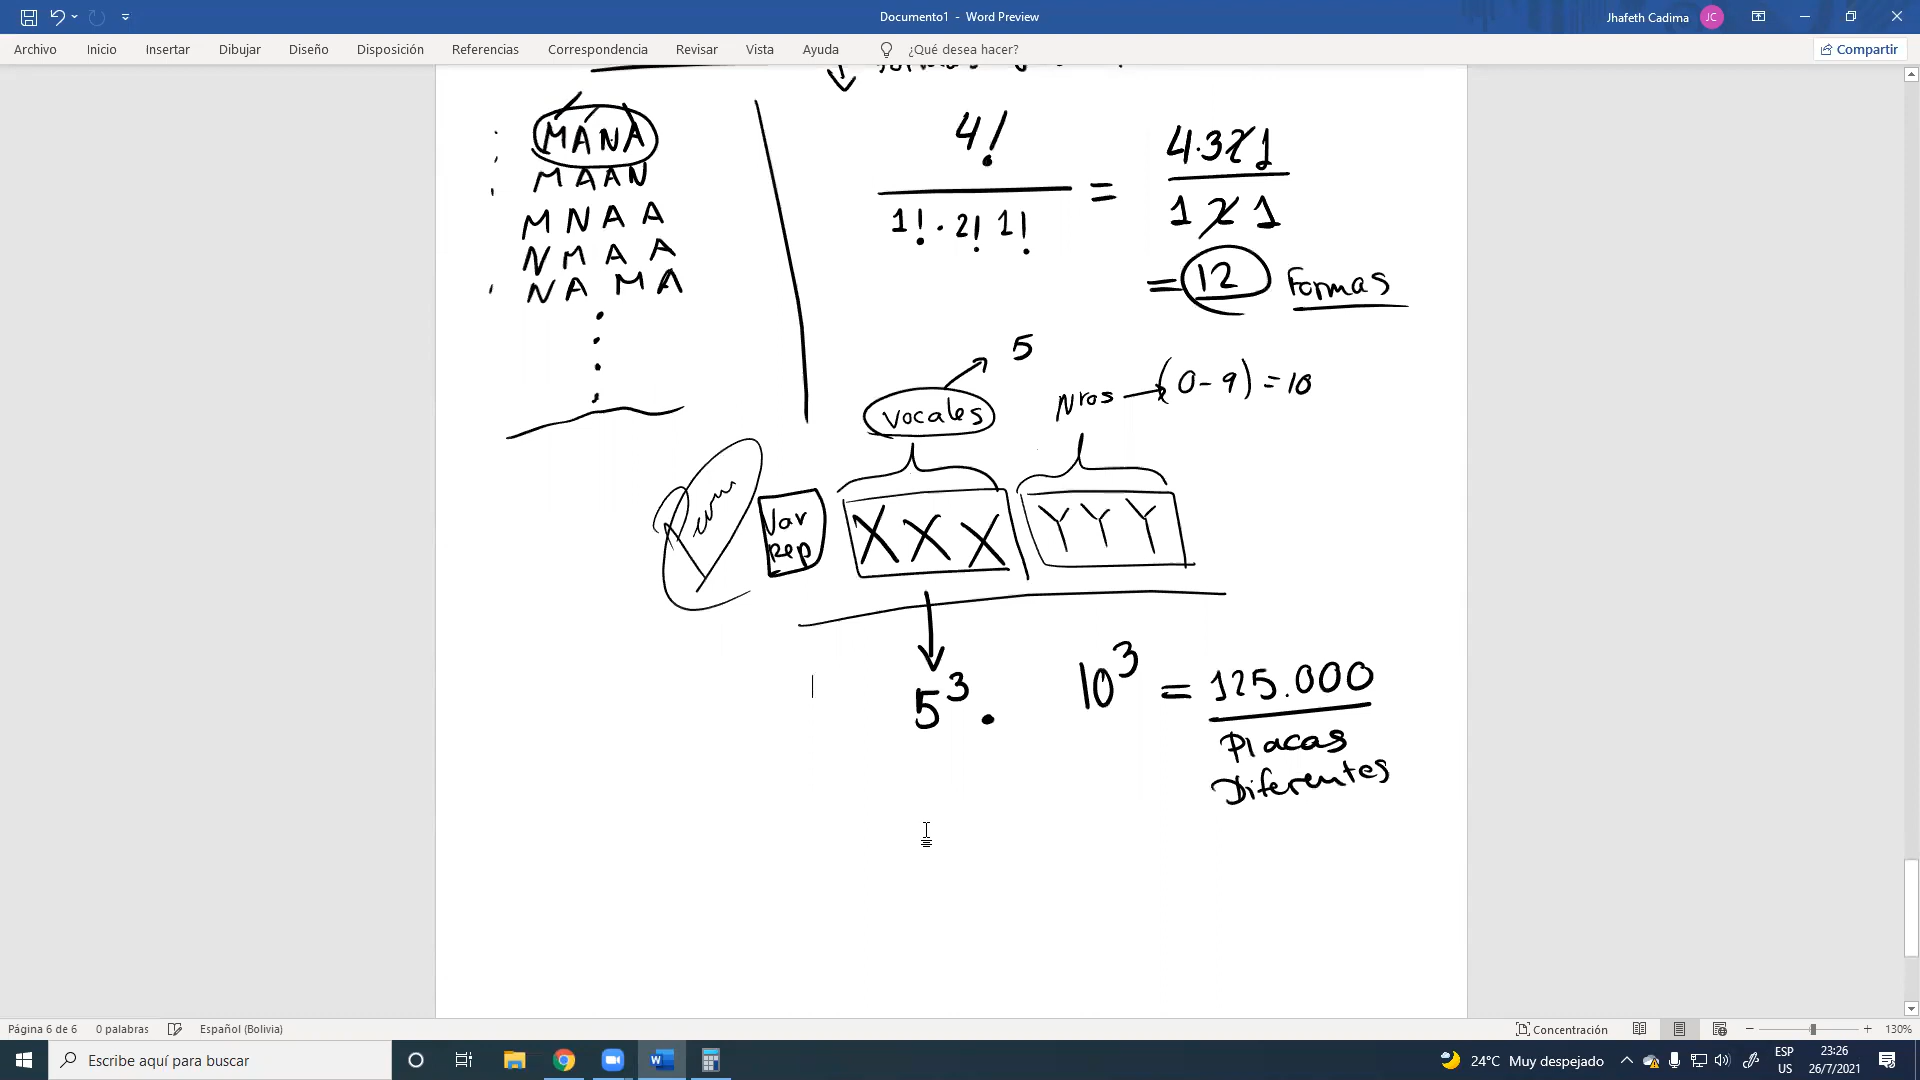 Documento1 - Word Preview
Jhafeth Cadima
JC
Archivo Inicio Insertar Dibujar Diseño Disposición Referencias Correspondencia Revisar Vista Ayuda ¿Qué desea hacer? Compartir
MANA
MAAN
MNAA
NMAA
NAMA
4!
1! · 2! 1!
=
4·3 2 1
1 2 1
= 12 Formas
5
Vocales
Nros
(0-9) = 10
Var
Rep
X X X
Y Y Y
5³ · 10³ = 125.000
Placas
Diferentes
Página 6 de 6 0 palabras Español (Bolivia) Concentración 130%
Escribe aquí para buscar
24°C Muy despejado
ESP
US
23:26
26/7/2021